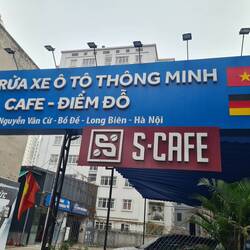 RỬA XE Ô TÔ THÔNG MINH
CAFE - ĐIỂM ĐỖ
Nguyễn Văn Cừ - Bồ Đề - Long Biên - Hà Nội
S·CAFE